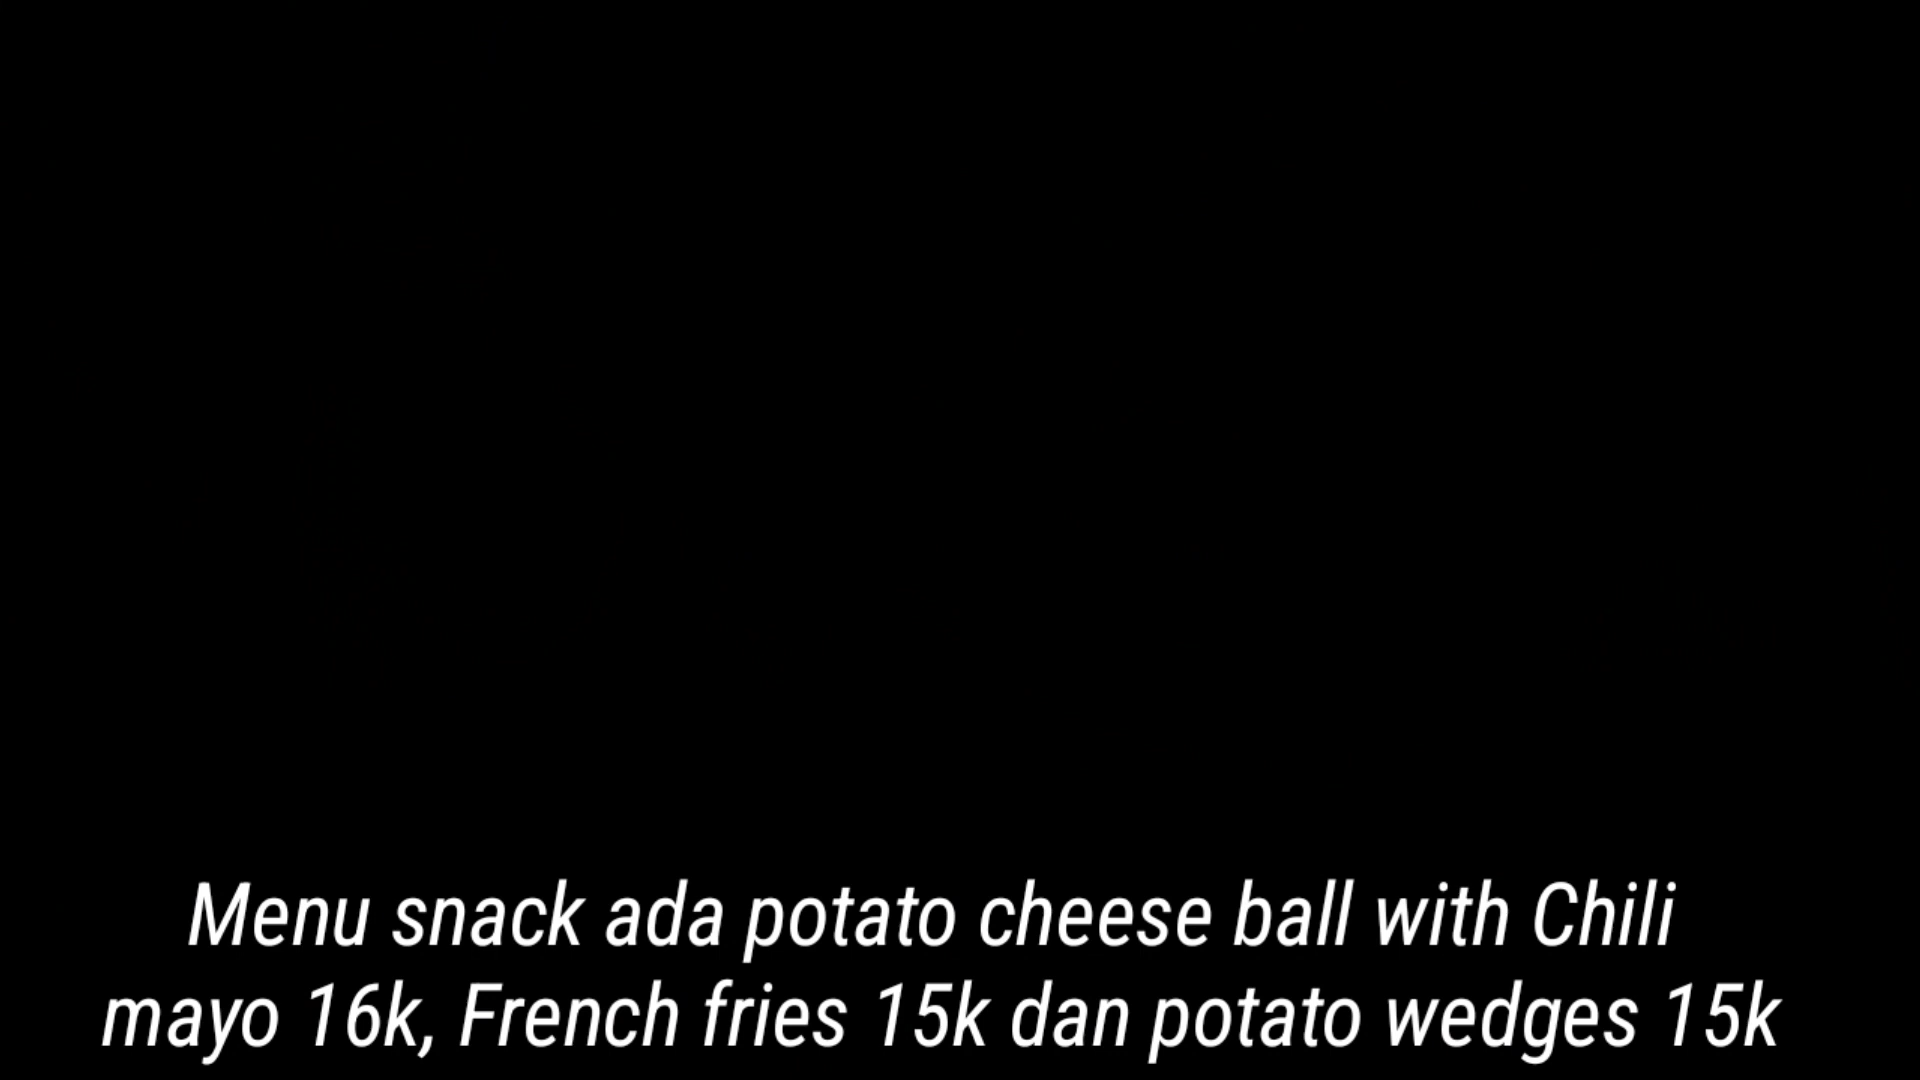 Menu snack ada potato cheese ball with Chili
mayo 16k, French fries 15k dan potato wedges 15k